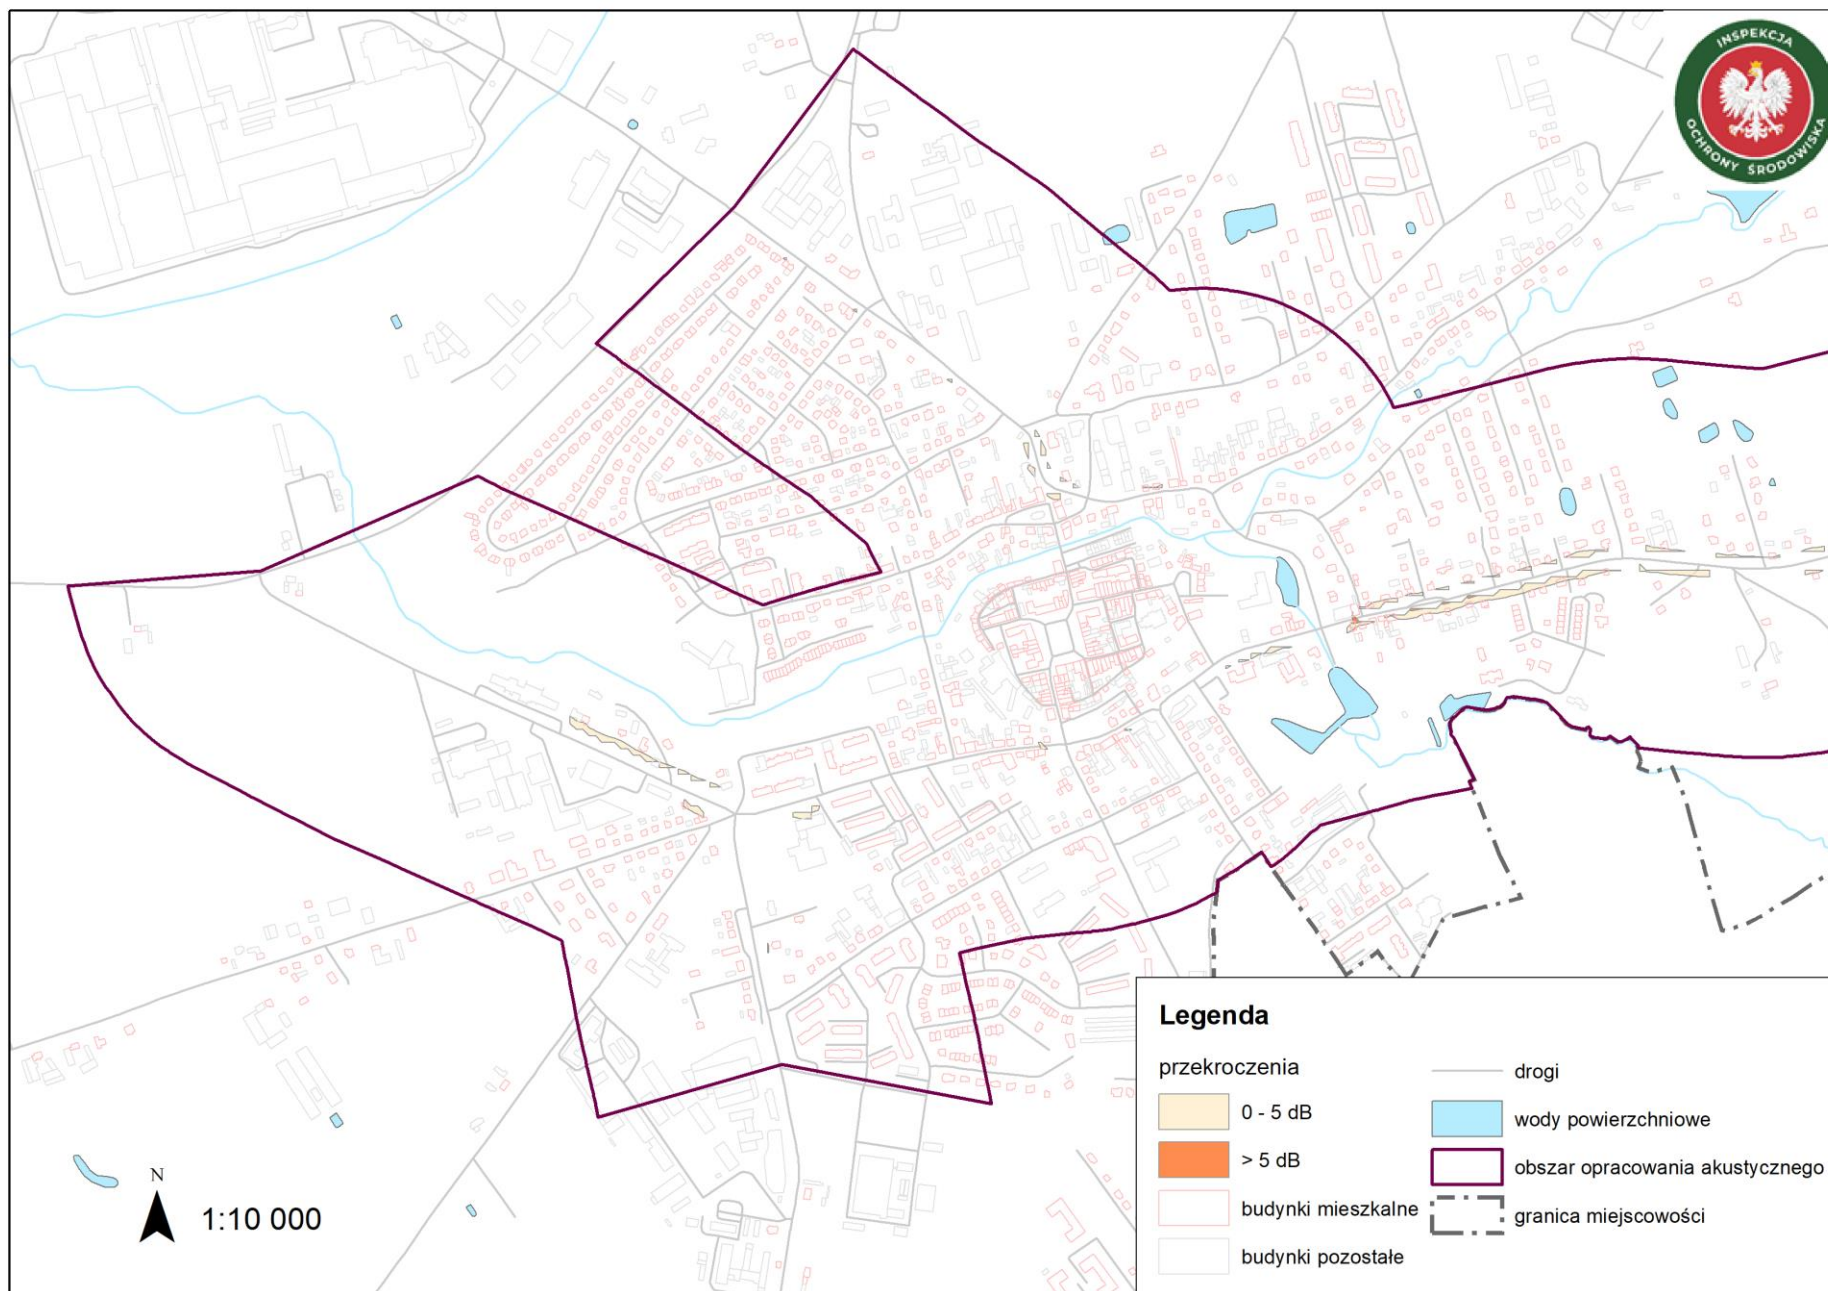 INSPEKCJA
OCHRONY ŚRODOWISKA
Legenda
przekroczenia
0 - 5 dB
> 5 dB
budynki mieszkalne
budynki pozostałe
drogi
wody powierzchniowe
obszar opracowania akustycznego
granica miejscowości
N
1:10 000